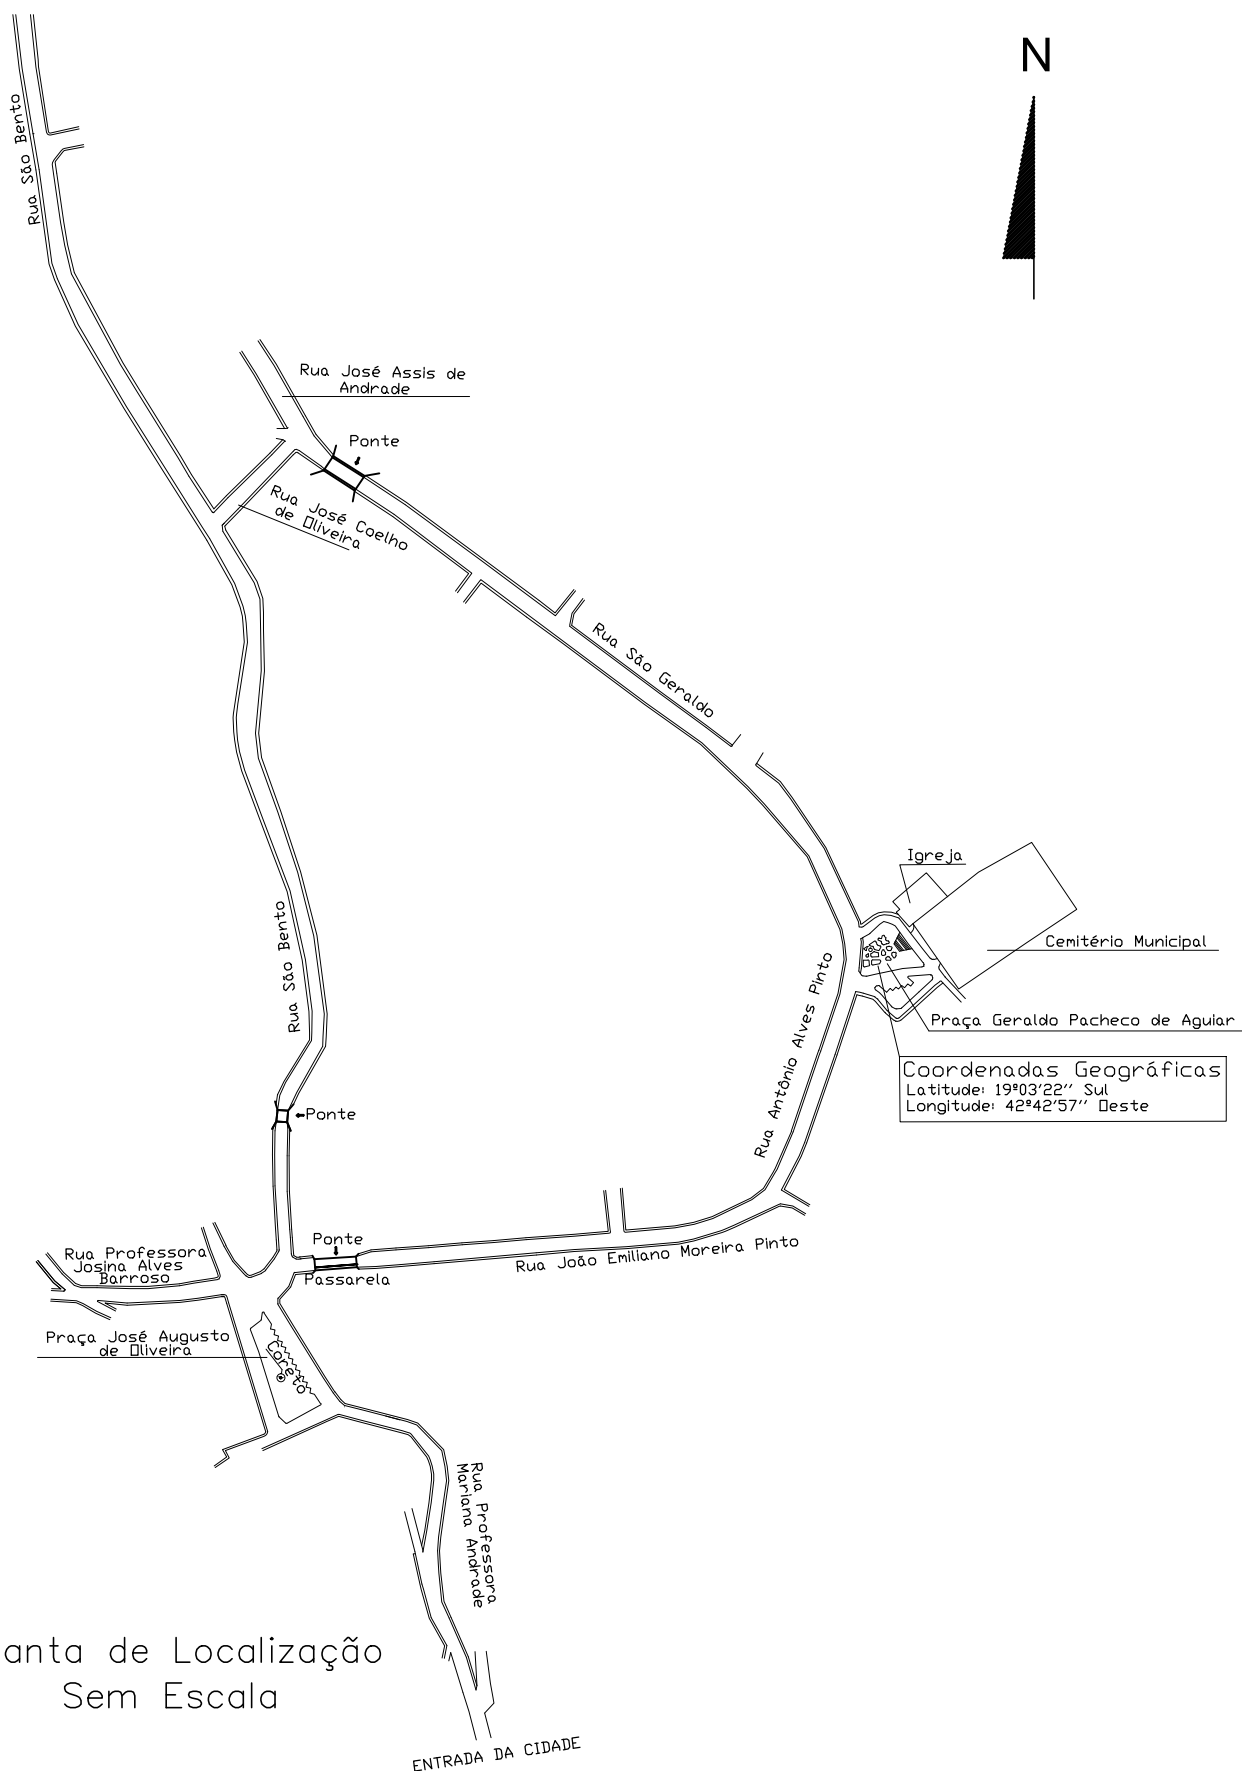 N
Rua São Bento
Rua José Assis de
Andrade
Ponte
Rua José Coelho
de Oliveira
Rua São Geraldo
Igreja
Cemitério Municipal
Rua São Bento
Rua Antônio Alves Pinto
Praça Geraldo Pacheco de Aguiar
Coordenadas Geográficas
Latitude: 19º03'22'' Sul
Longitude: 42º42'57'' Oeste
Ponte
Rua Professora
Josina Alves
Barroso
Ponte
Passarela
Rua João Emiliano Moreira Pinto
Praça José Augusto
de Oliveira
Coreto
Rua Professora
Mariana Andrade
anta de Localização
Sem Escala
ENTRADA DA CIDADE